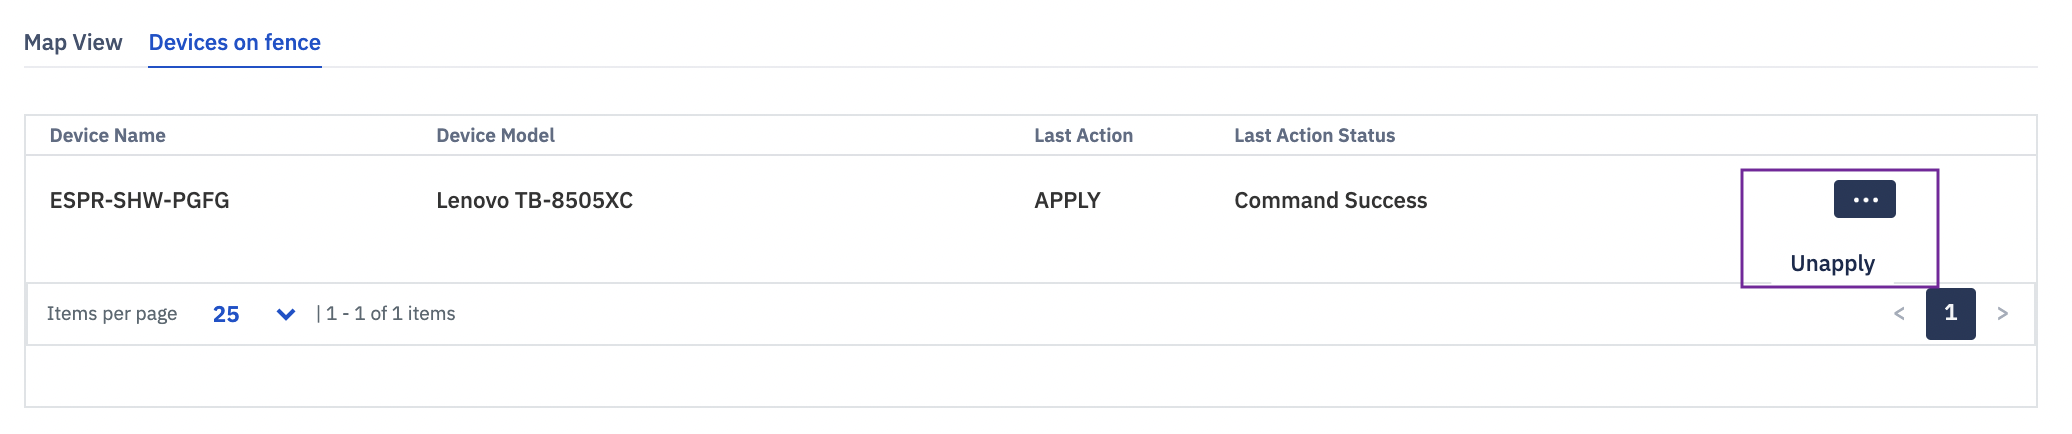 Map View Devices on fence
Device Name Device Model Last Action Last Action Status
ESPR-SHW-PGFG Lenovo TB-8505XC APPLY Command Success ...
Unapply
Items per page 25 | 1 - 1 of 1 items < 1 >